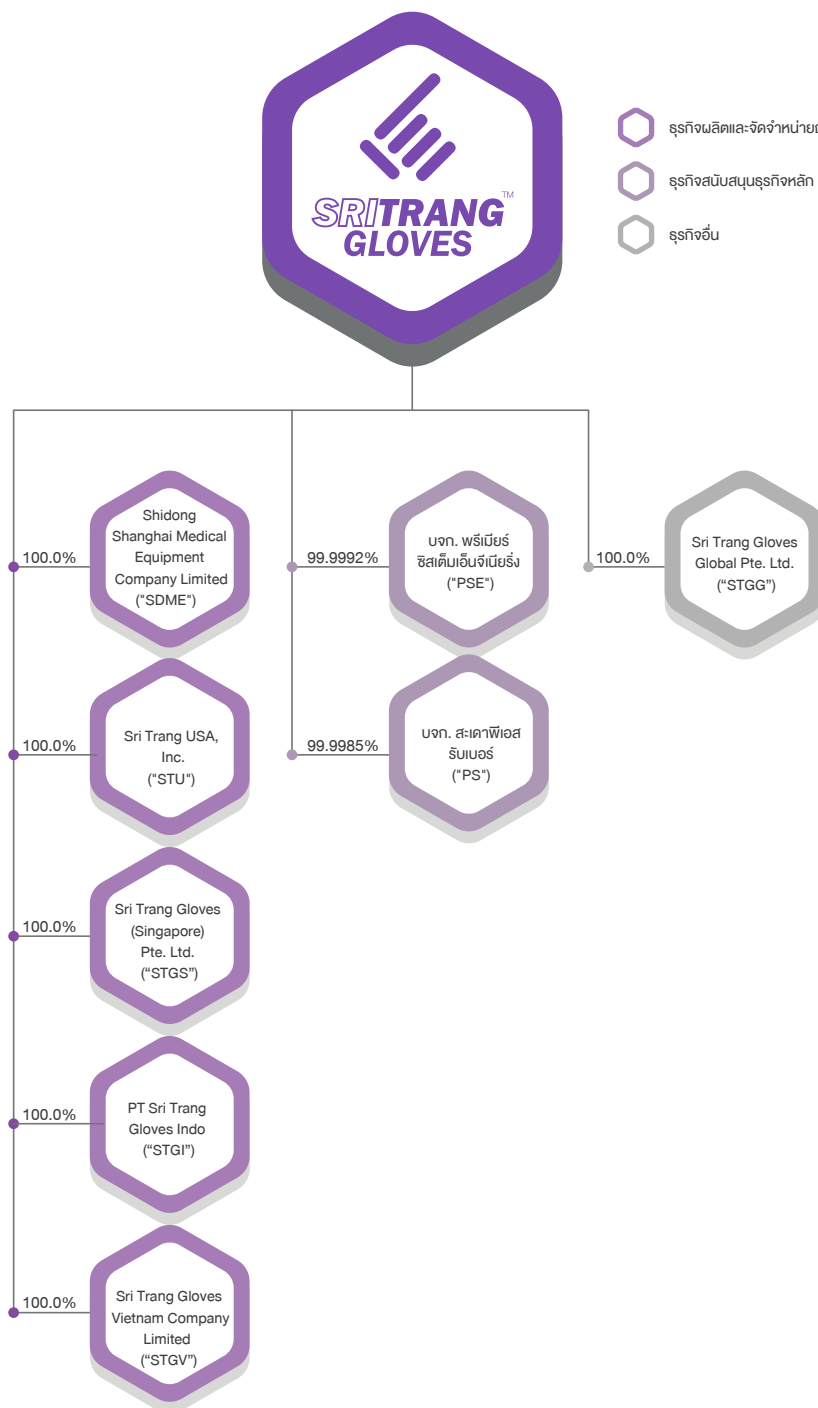 SRITRANG™
GLOVES
ธุรกิจผลิตและจัดจำหน่าย
ธุรกิจสนับสนุนธุรกิจหลัก
ธุรกิจอื่น
100.0%
Shidong
Shanghai Medical
Equipment
Company Limited
("SDME")
99.9992%
บจก. พรีเมียร์
ซิสเต็มเอ็นจีเนียริ่ง
("PSE")
100.0%
Sri Trang Gloves
Global Pte. Ltd.
(“STGG”)
100.0%
Sri Trang USA,
Inc.
("STU")
99.9985%
บจก. สะเดาพีเอส
รับเบอร์
("PS")
100.0%
Sri Trang Gloves
(Singapore)
Pte. Ltd.
(“STGS”)
100.0%
PT Sri Trang
Gloves Indo
(“STGI”)
100.0%
Sri Trang Gloves
Vietnam Company
Limited
(“STGV”)